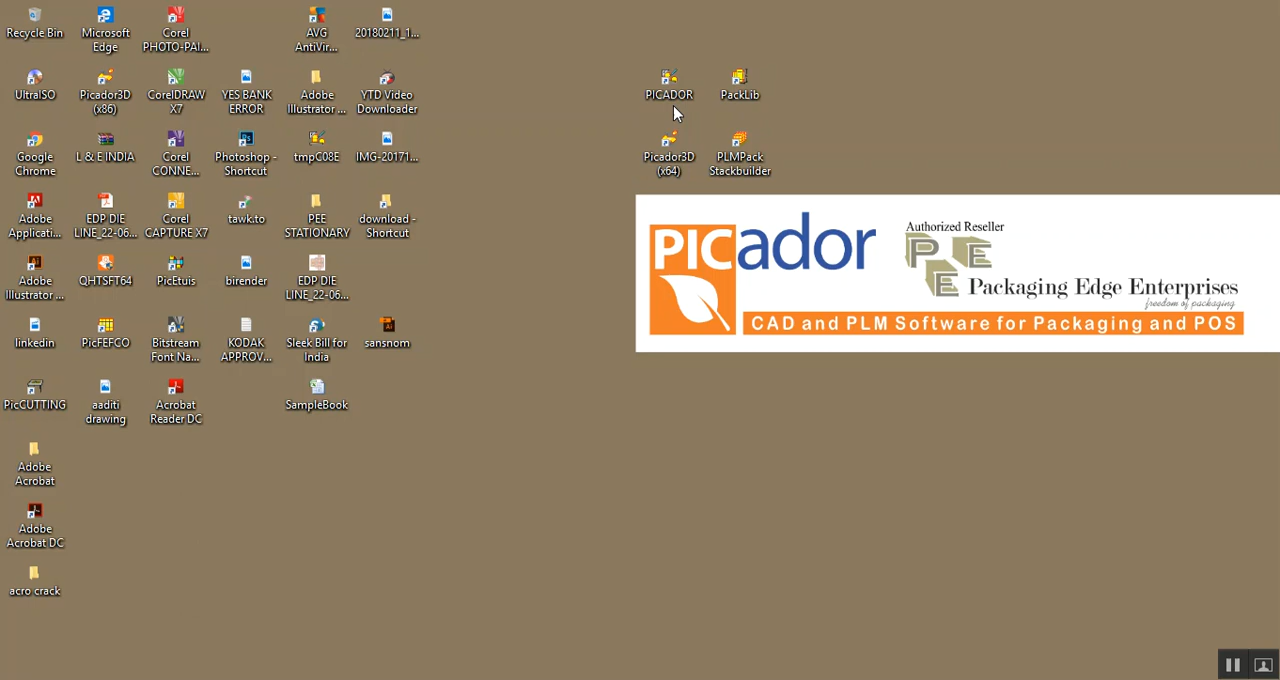 Recycle Bin
Microsoft
Edge
Corel
PHOTO-PAI...
AVG
AntiVir...
20180211_1...
UltraISO
Picador3D
(x86)
CorelDRAW
X7
YES BANK
ERROR
Adobe
Illustrator ...
YTD Video
Downloader
PICADOR
PackLib
Google
Chrome
L & E INDIA
Corel
CONNE...
Photoshop -
Shortcut
tmpC08E
IMG-20171...
Picador3D
(x64)
PLMPack
Stackbuilder
Adobe
Applicati...
EDP DIE
LINE_22-06...
Corel
CAPTURE X7
tawk.to
PEE
STATIONARY
download -
Shortcut
PICador
Authorized Reseller
PEE
Packaging Edge Enterprises
freedom of packaging
CAD and PLM Software for Packaging and POS
Adobe
Illustrator ...
QHTSFT64
PicEtuis
birender
EDP DIE
LINE_22-06...
linkedin
PicFEFCO
Bitstream
Font Na...
KODAK
APPROV...
Sleek Bill for
India
sansnom
PicCUTTING
aaditi
drawing
Acrobat
Reader DC
SampleBook
Adobe
Acrobat
Adobe
Acrobat DC
acro crack